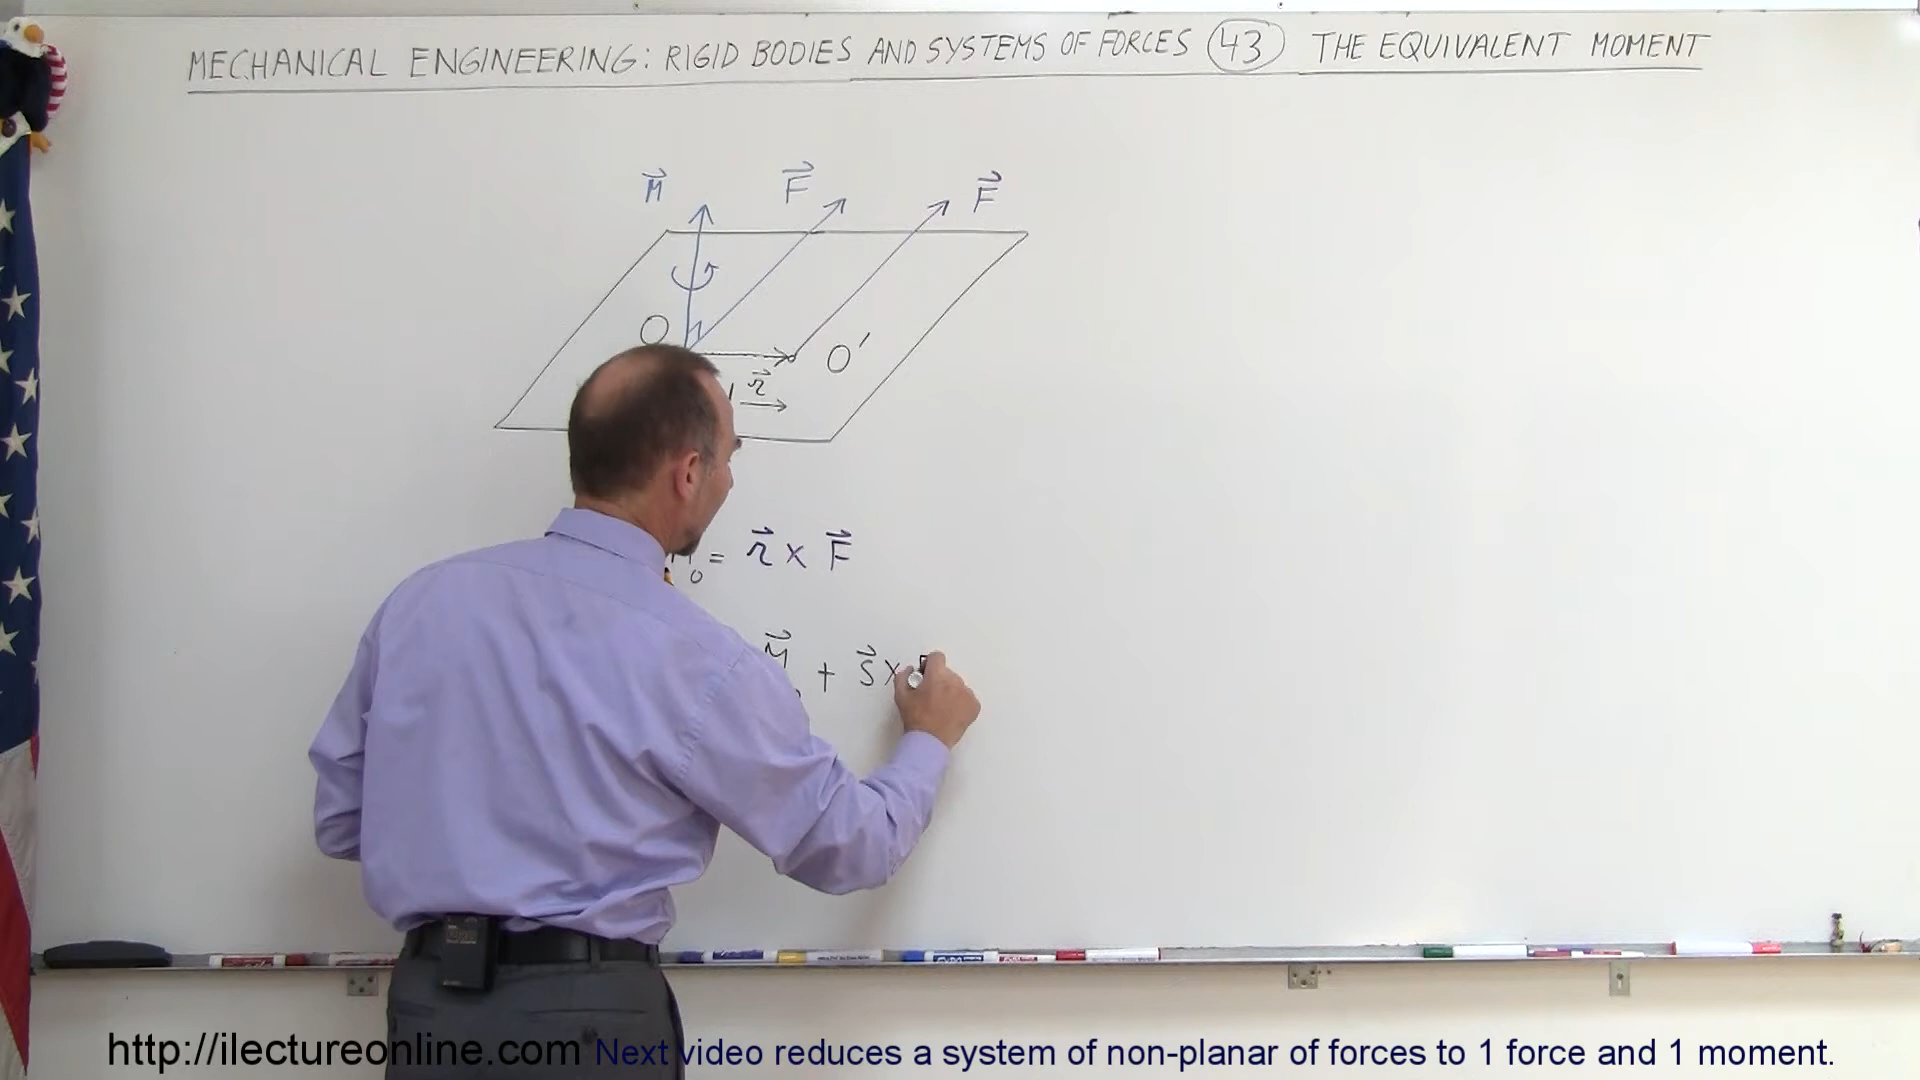 MECHANICAL ENGINEERING: RIGID BODIES AND SYSTEMS OF FORCES 43 THE EQUIVALENT MOMENT
M⃗ F⃗ F⃗
O O'
r⃗
M₀ = r⃗ × F⃗
M⃗ + S⃗ ×
http://ilectureonline.com Next video reduces a system of non-planar of forces to 1 force and 1 moment.